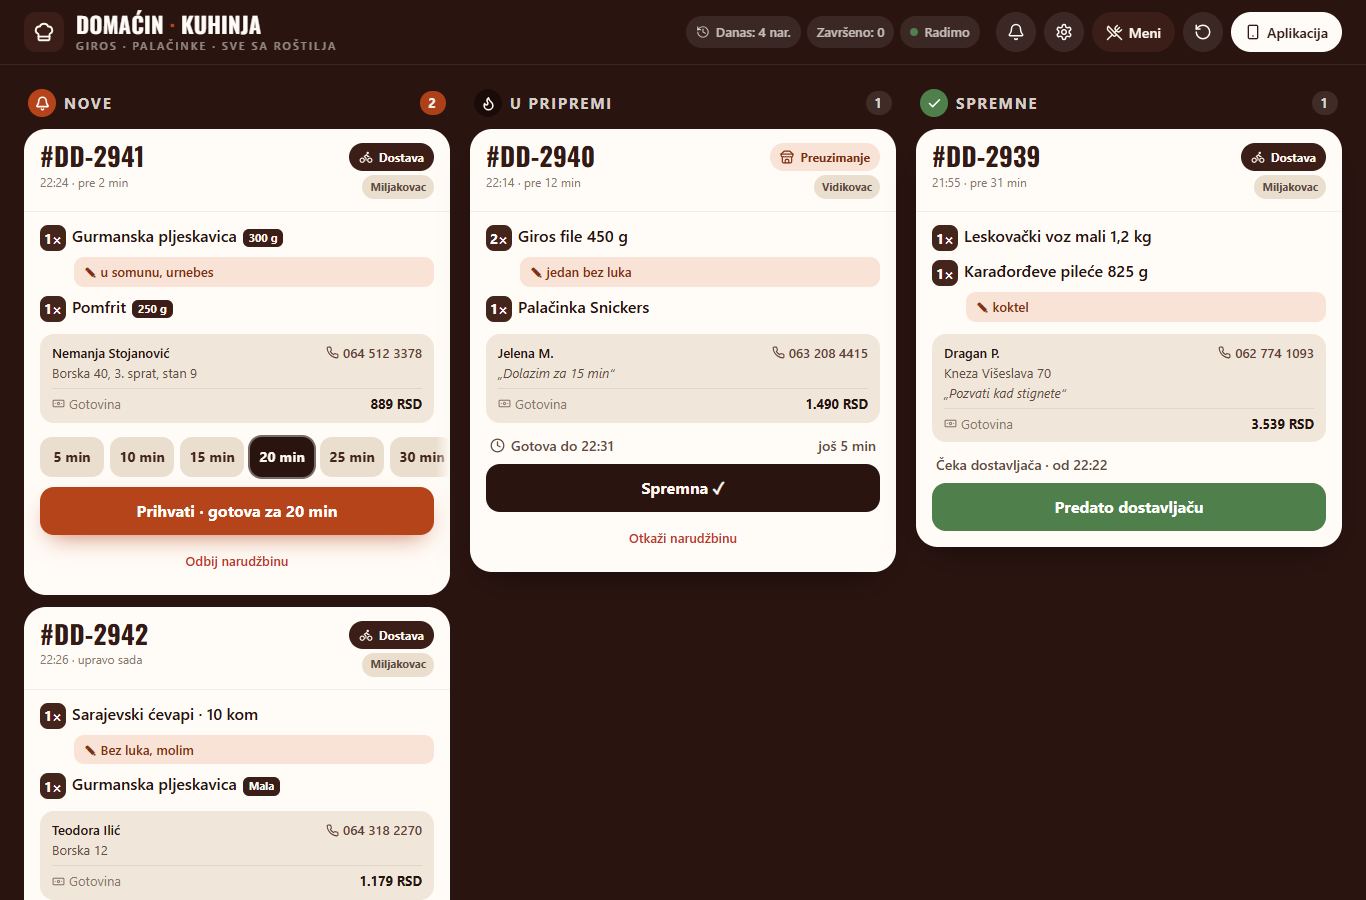 DOMAĆIN · KUHINJA
GIROS · PALAČINKE · SVE SA ROŠTILJA
Danas: 4 nar.
Završeno: 0
Radimo
Meni
Aplikacija
NOVE
2
#DD-2941
Dostava
22:24 · pre 2 min
Miljakovac
1× Gurmanska pljeskavica 300 g
u somunu, urnebes
1× Pomfrit 250 g
Nemanja Stojanović
064 512 3378
Borska 40, 3. sprat, stan 9
Gotovina
889 RSD
5 min
10 min
15 min
20 min
25 min
30 min
Prihvati · gotova za 20 min
Odbij narudžbinu
#DD-2942
Dostava
22:26 · upravo sada
Miljakovac
1× Sarajevski ćevapi · 10 kom
Bez luka, molim
1× Gurmanska pljeskavica Mala
Teodora Ilić
064 318 2270
Borska 12
Gotovina
1.179 RSD
U PRIPREMI
1
#DD-2940
Preuzimanje
22:14 · pre 12 min
Vidikovac
2× Giros file 450 g
jedan bez luka
1× Palačinka Snickers
Jelena M.
063 208 4415
„Dolazim za 15 min“
Gotovina
1.490 RSD
Gotova do 22:31
još 5 min
Spremna ✓
Otkaži narudžbinu
SPREMNE
1
#DD-2939
Dostava
21:55 · pre 31 min
Miljakovac
1× Leskovački voz mali 1,2 kg
1× Karađorđeve pileće 825 g
koktel
Dragan P.
062 774 1093
Kneza Višeslava 70
„Pozvati kad stignete“
Gotovina
3.539 RSD
Čeka dostavljača · od 22:22
Predato dostavljaču